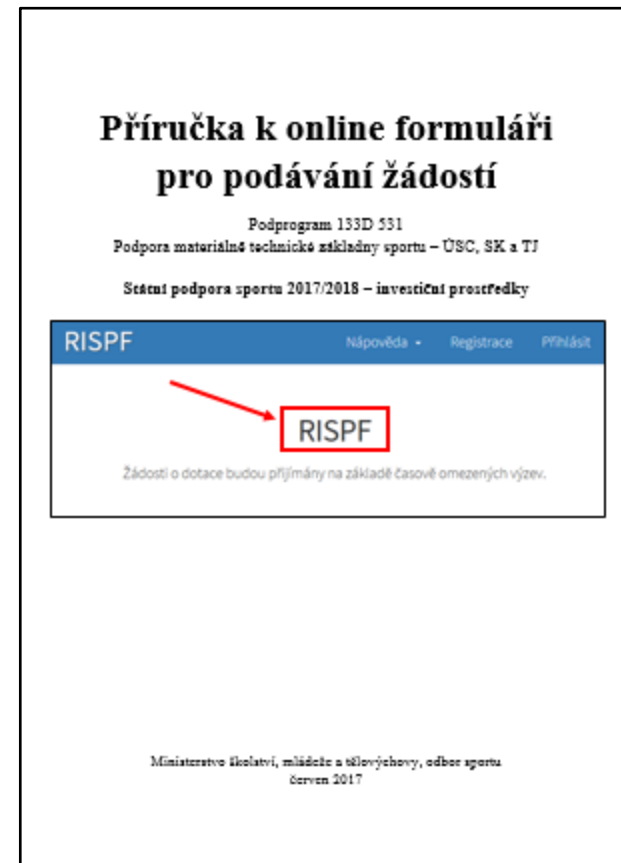 Příručka k online formuláři
pro podávání žádostí
Podprogram 133D 531
Podpora materiálně technické základny sportu – ÚSC, SK a TJ
Státní podpora sportu 2017/2018 – investiční prostředky
RISPF Nápověda Registrace Přihlásit
RISPF
Žádosti o dotace budou přijímány na základě časově omezených výzev.
Ministerstvo školství, mládeže a tělovýchovy, odbor sportu
červen 2017